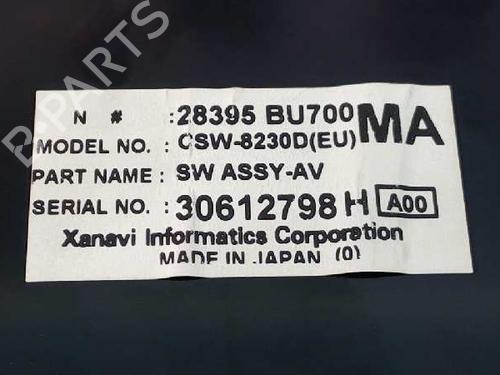 N # :28395 BU700 MA
MODEL NO. : CSW-8230D(EU)
PART NAME : SW ASSY-AV
SERIAL NO. : 30612798 H A00
Xanavi Informatics Corporation
MADE IN JAPAN (0)
B-PARTS